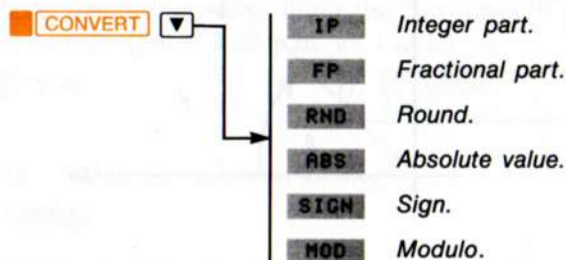 CONVERT ▼
IP Integer part.
FP Fractional part.
RND Round.
ABS Absolute value.
SIGN Sign.
MOD Modulo.